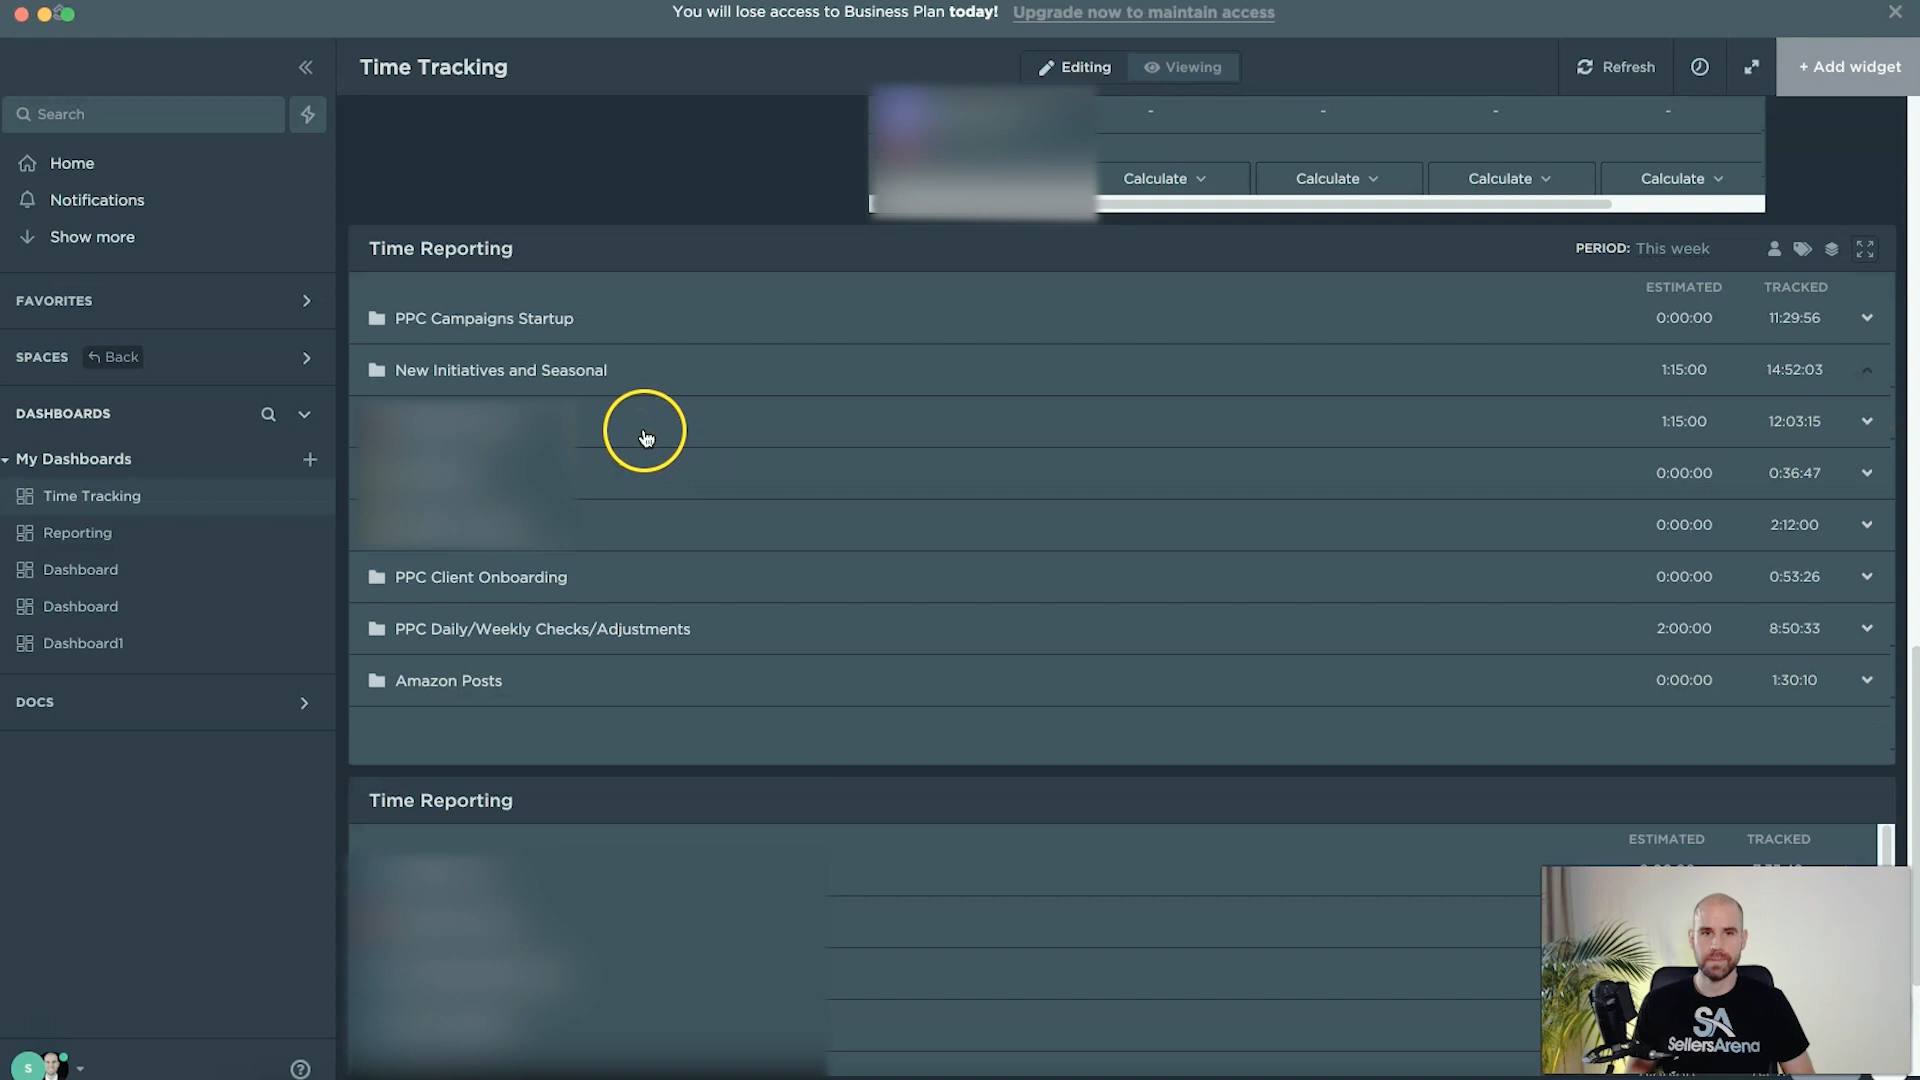 You will lose access to Business Plan today! Upgrade now to maintain access
Time Tracking
Editing
Viewing
Refresh
+ Add widget
Search
Home
Notifications
Show more
FAVORITES
SPACES
Back
DASHBOARDS
My Dashboards
Time Tracking
Reporting
Dashboard
Dashboard
Dashboard1
DOCS
S
- - - -
Calculate Calculate Calculate Calculate
Time Reporting
PERIOD: This week
ESTIMATED TRACKED
PPC Campaigns Startup 0:00:00 11:29:56
New Initiatives and Seasonal 1:15:00 14:52:03
1:15:00 12:03:15
0:00:00 0:36:47
0:00:00 2:12:00
PPC Client Onboarding 0:00:00 0:53:26
PPC Daily/Weekly Checks/Adjustments 2:00:00 8:50:33
Amazon Posts 0:00:00 1:30:10
Time Reporting
ESTIMATED TRACKED
SA
SellersArena